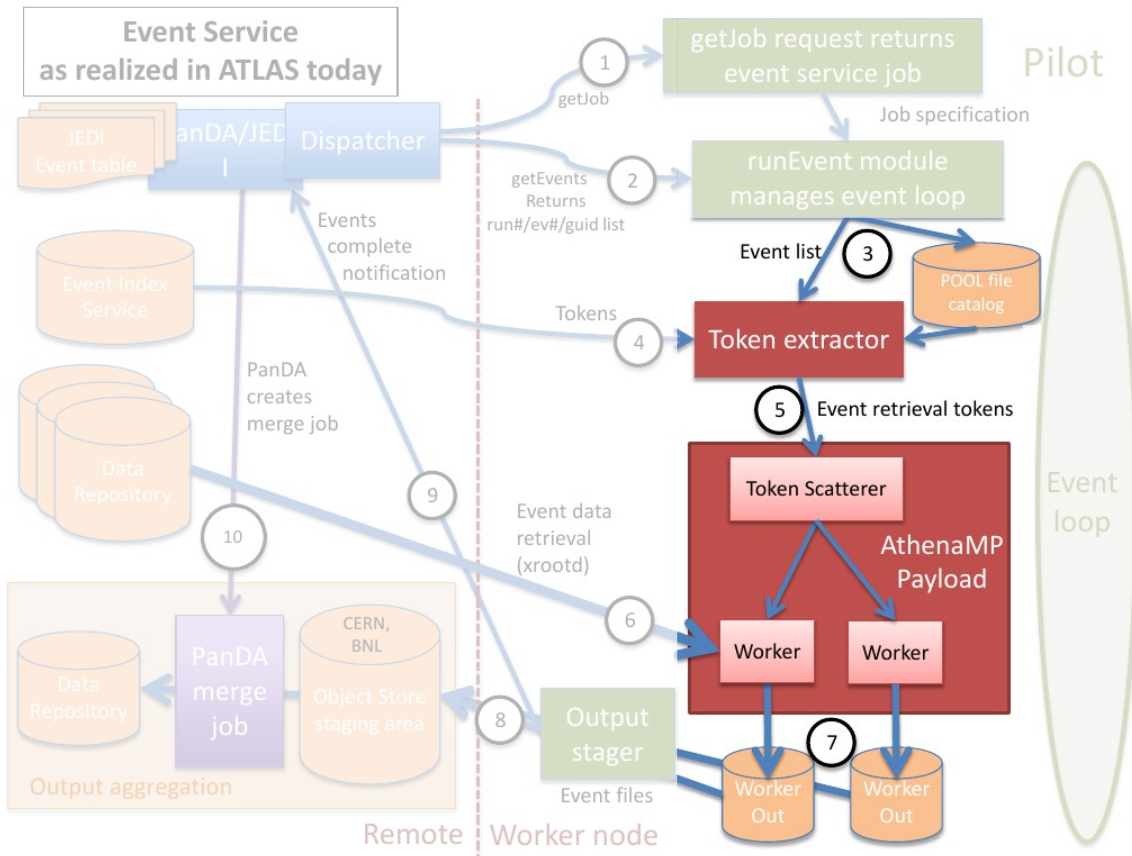 Event Service
as realized in ATLAS today
getJob request returns
event service job
Pilot
1
getJob
Job specification
JEDI
Event table
anDA/JED
I
Dispatcher
runEvent module
manages event loop
2
getEvents
Returns
run#/ev#/guid list
Events
complete
notification
Event list
3
POOL file
catalog
Event Index
Service
Tokens
4
Token extractor
PanDA
creates
merge job
5
Event retrieval tokens
Data
Repository
9
Token Scatterer
Event
loop
10
Event data
retrieval
(xrootd)
AthenaMP
Payload
6
CERN,
BNL
Worker
Worker
PanDA
merge
job
Data
Repository
Object Store
staging area
8
Output
stager
7
Output aggregation
Event files
Worker
Out
Worker
Out
Remote
Worker node